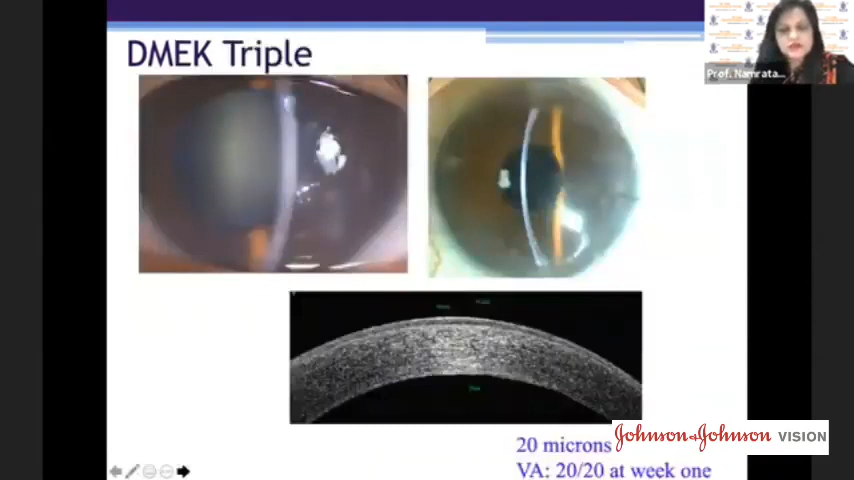 DMEK Triple
Prof. Namrata...
20 microns
Johnson & Johnson VISION
VA: 20/20 at week one